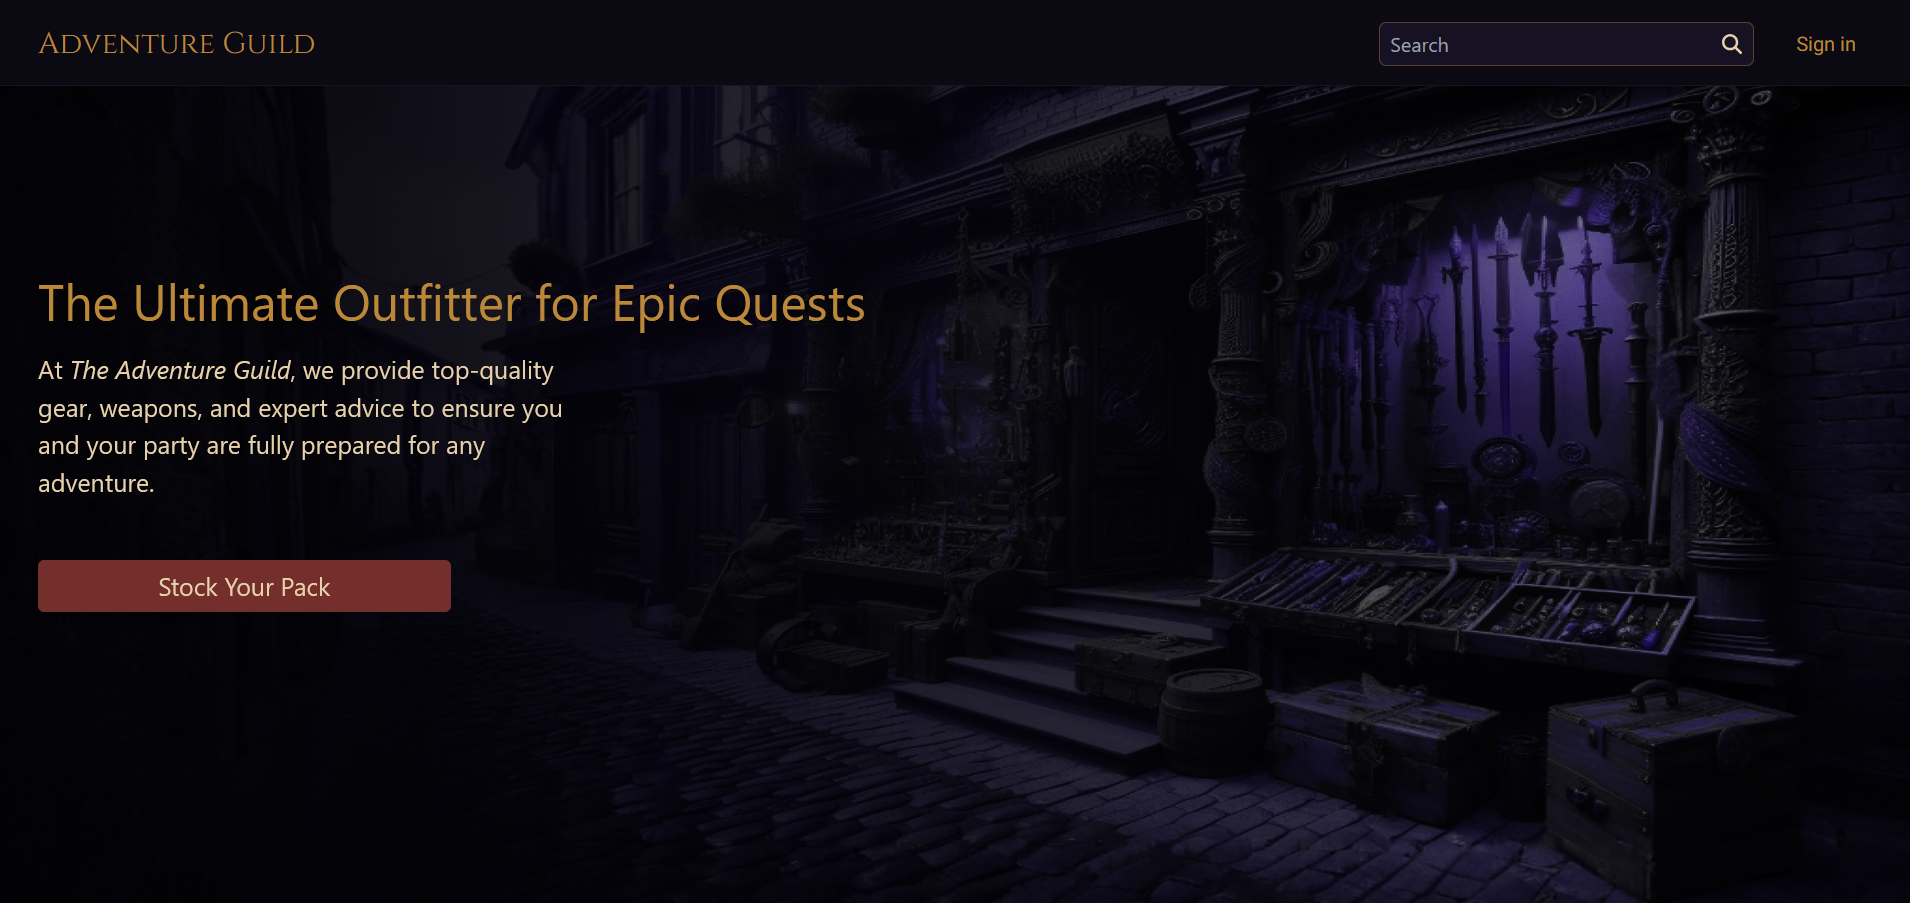 Adventure Guild
Search
Sign in
The Ultimate Outfitter for Epic Quests
At The Adventure Guild, we provide top-quality
gear, weapons, and expert advice to ensure you
and your party are fully prepared for any
adventure.
Stock Your Pack